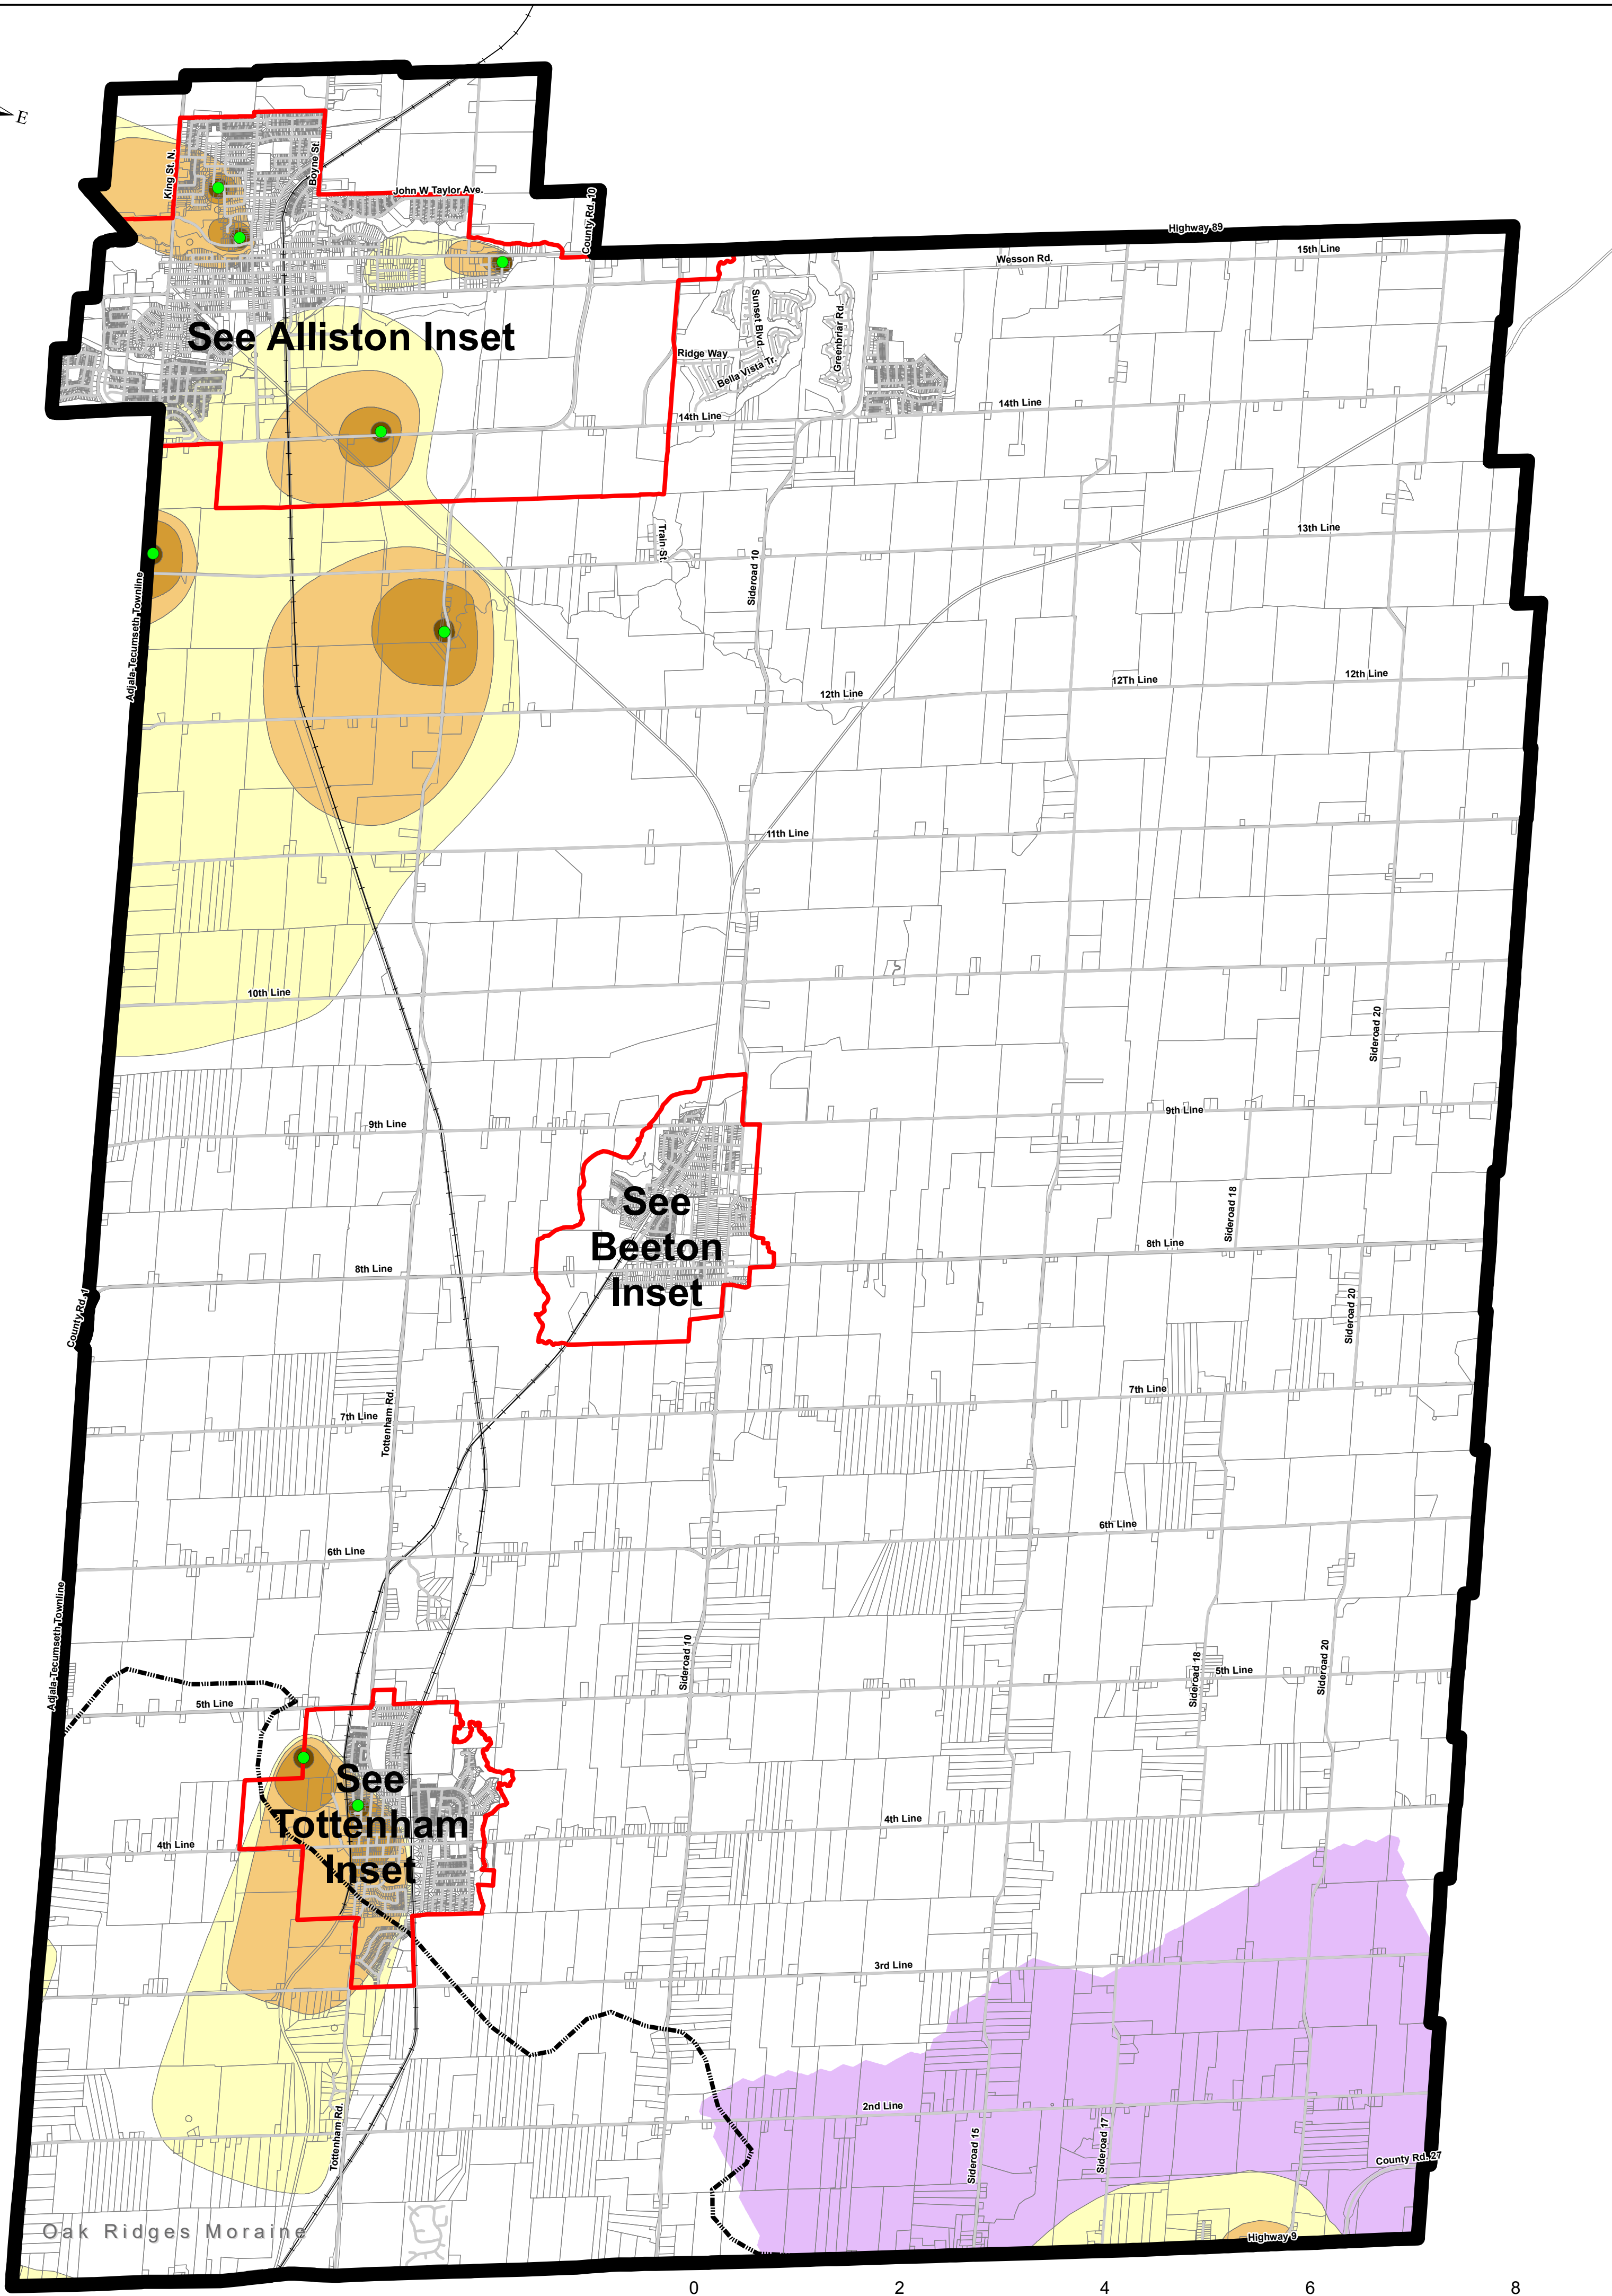 E
King St. N.
Boyne St.
John W Taylor Ave.
County Rd. 10
Highway 89
15th Line
Wesson Rd.
See Alliston Inset
Sunset Blvd.
Greenbriar Rd.
Ridge Way
Bella Vista Tr.
14th Line
14th Line
Train St.
Sideroad 10
13th Line
Adjala-Tecumseth Townline
12th Line
12Th Line
12th Line
11th Line
10th Line
Sideroad 20
9th Line
9th Line
See
Beeton
Inset
Sideroad 18
8th Line
8th Line
County Rd. 1
Sideroad 20
Tottenham Rd.
7th Line
7th Line
6th Line
6th Line
Adjala-Tecumseth Townline
Sideroad 10
Sideroad 18
5th Line
Sideroad 20
5th Line
See
Tottenham
Inset
4th Line
4th Line
3rd Line
2nd Line
Tottenham Rd.
Sideroad 15
Sideroad 17
County Rd. 27
Oak Ridges Moraine
Highway 9
0 2 4 6 8